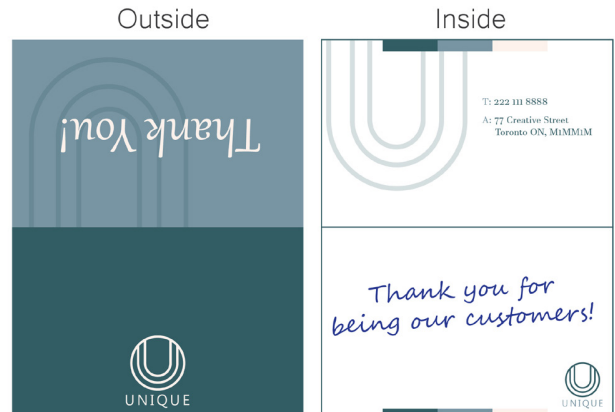 Outside
Inside
Thank You!
UNIQUE
T: 222 111 8888
A: 77 Creative Street
Toronto ON, M1MM1M
Thank you for
being our customers!
UNIQUE